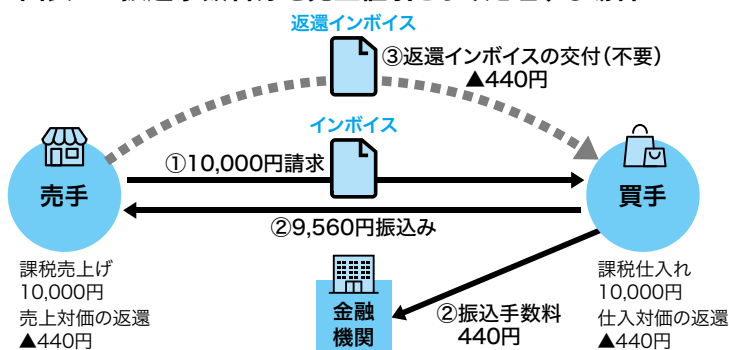 返還インボイス
③返還インボイスの交付(不要)
▲440円
インボイス
①10,000円請求
売手
買手
②9,560円振込み
課税売上げ
10,000円
売上対価の返還
▲440円
金融
機関
②振込手数料
440円
課税仕入れ
10,000円
仕入対価の返還
▲440円